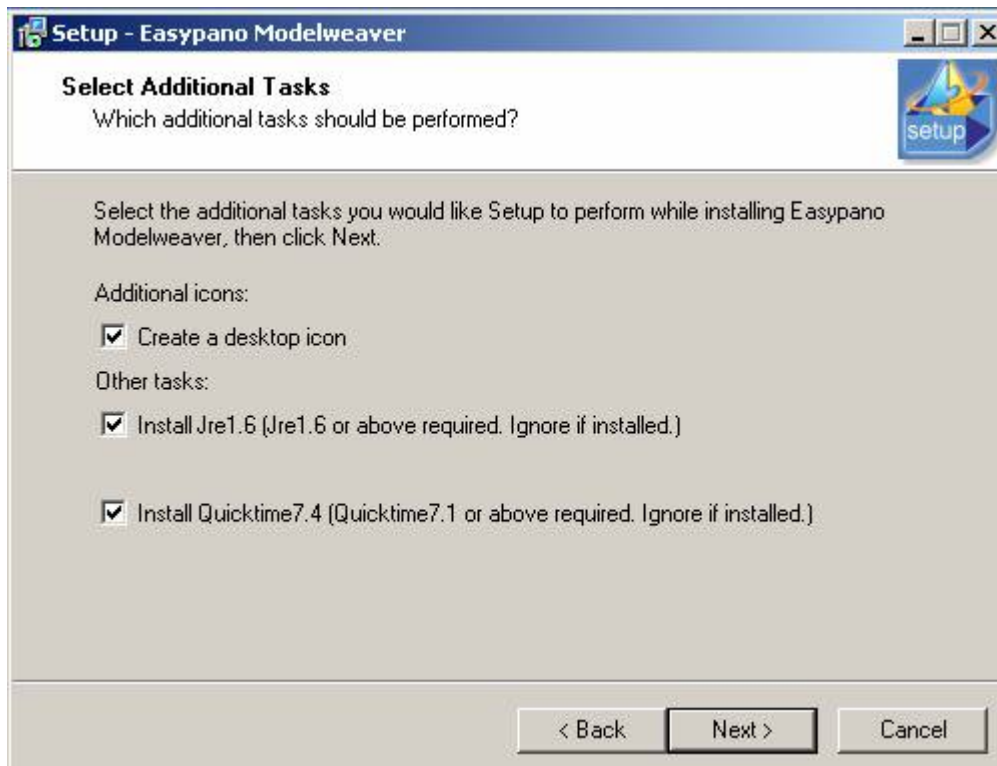 Setup - Easypano Modelweaver
Select Additional Tasks
Which additional tasks should be performed?
setup
Select the additional tasks you would like Setup to perform while installing Easypano
Modelweaver, then click Next.
Additional icons:
Create a desktop icon
Other tasks:
Install Jre1.6 (Jre1.6 or above required. Ignore if installed.)
Install Quicktime7.4 (Quicktime7.1 or above required. Ignore if installed.)
< Back Next > Cancel